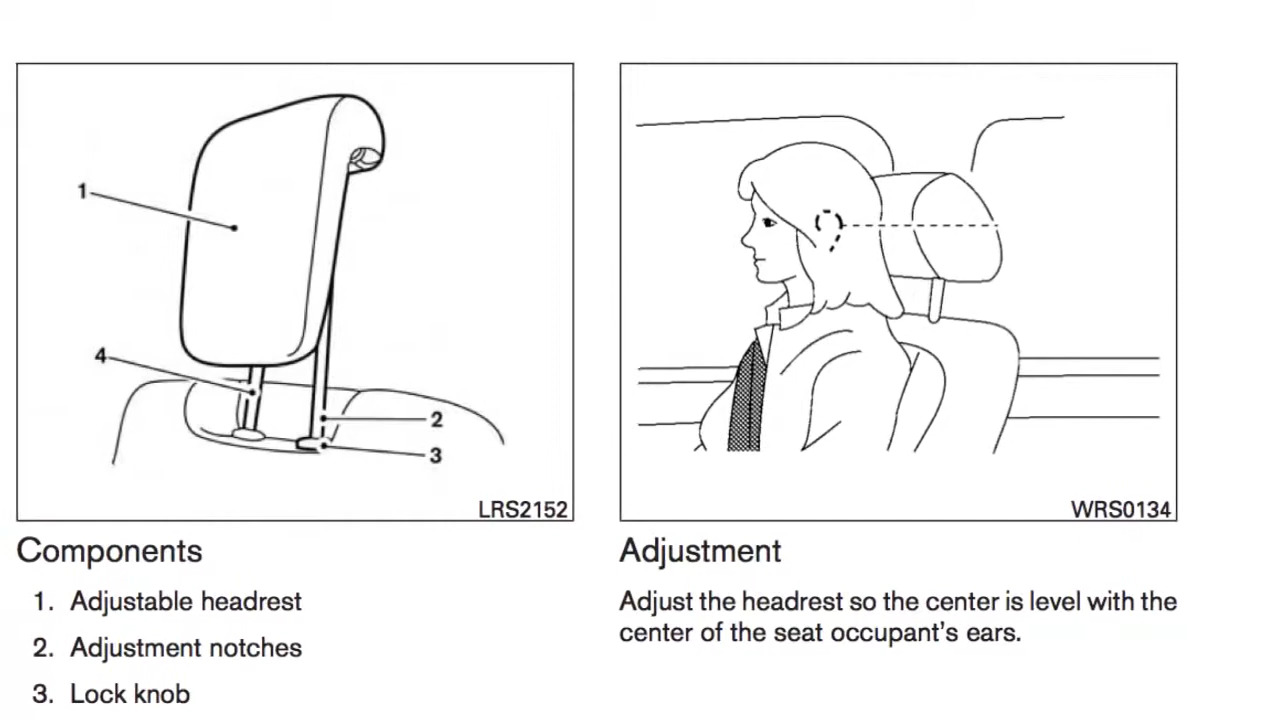 1
4
2
3
LRS2152
Components
1. Adjustable headrest
2. Adjustment notches
3. Lock knob
WRS0134
Adjustment
Adjust the headrest so the center is level with the
center of the seat occupant's ears.